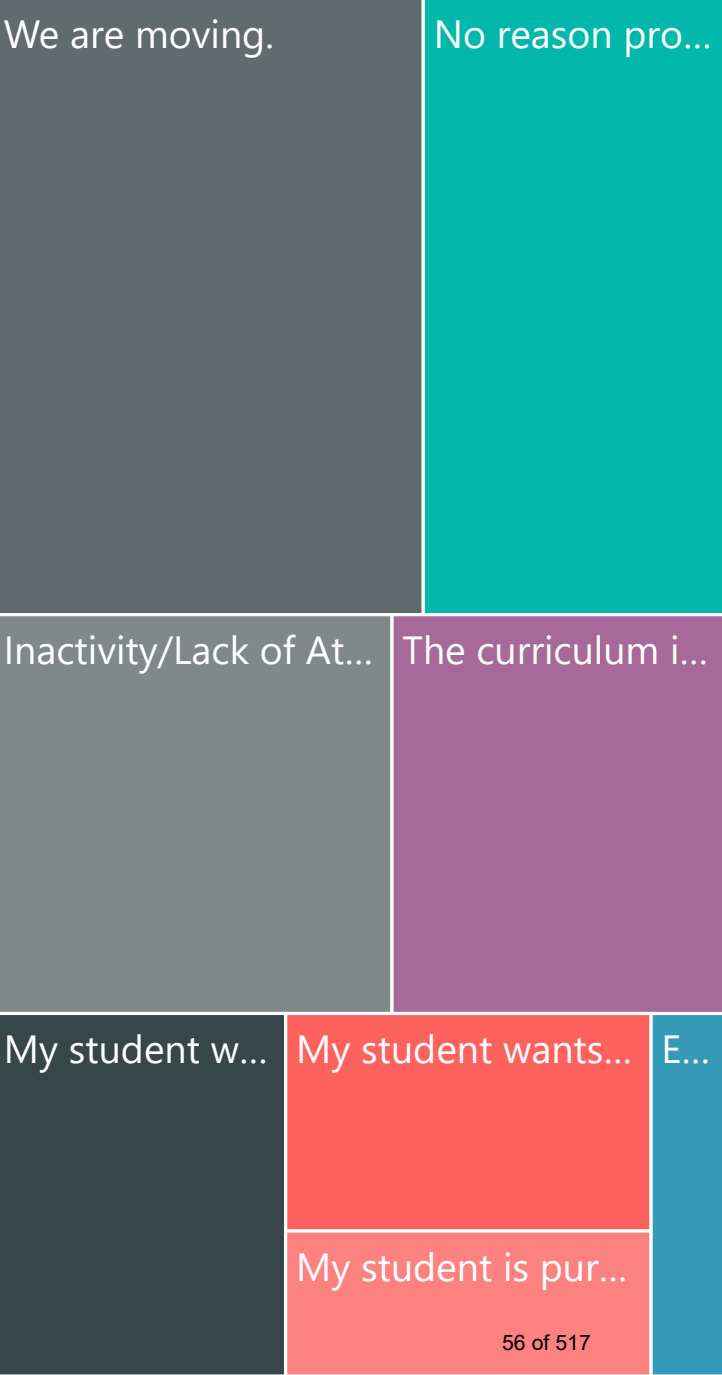 We are moving.
No reason pro...
Inactivity/Lack of At...
The curriculum i...
My student w...
My student wants...
E...
My student is pur...
56 of 517